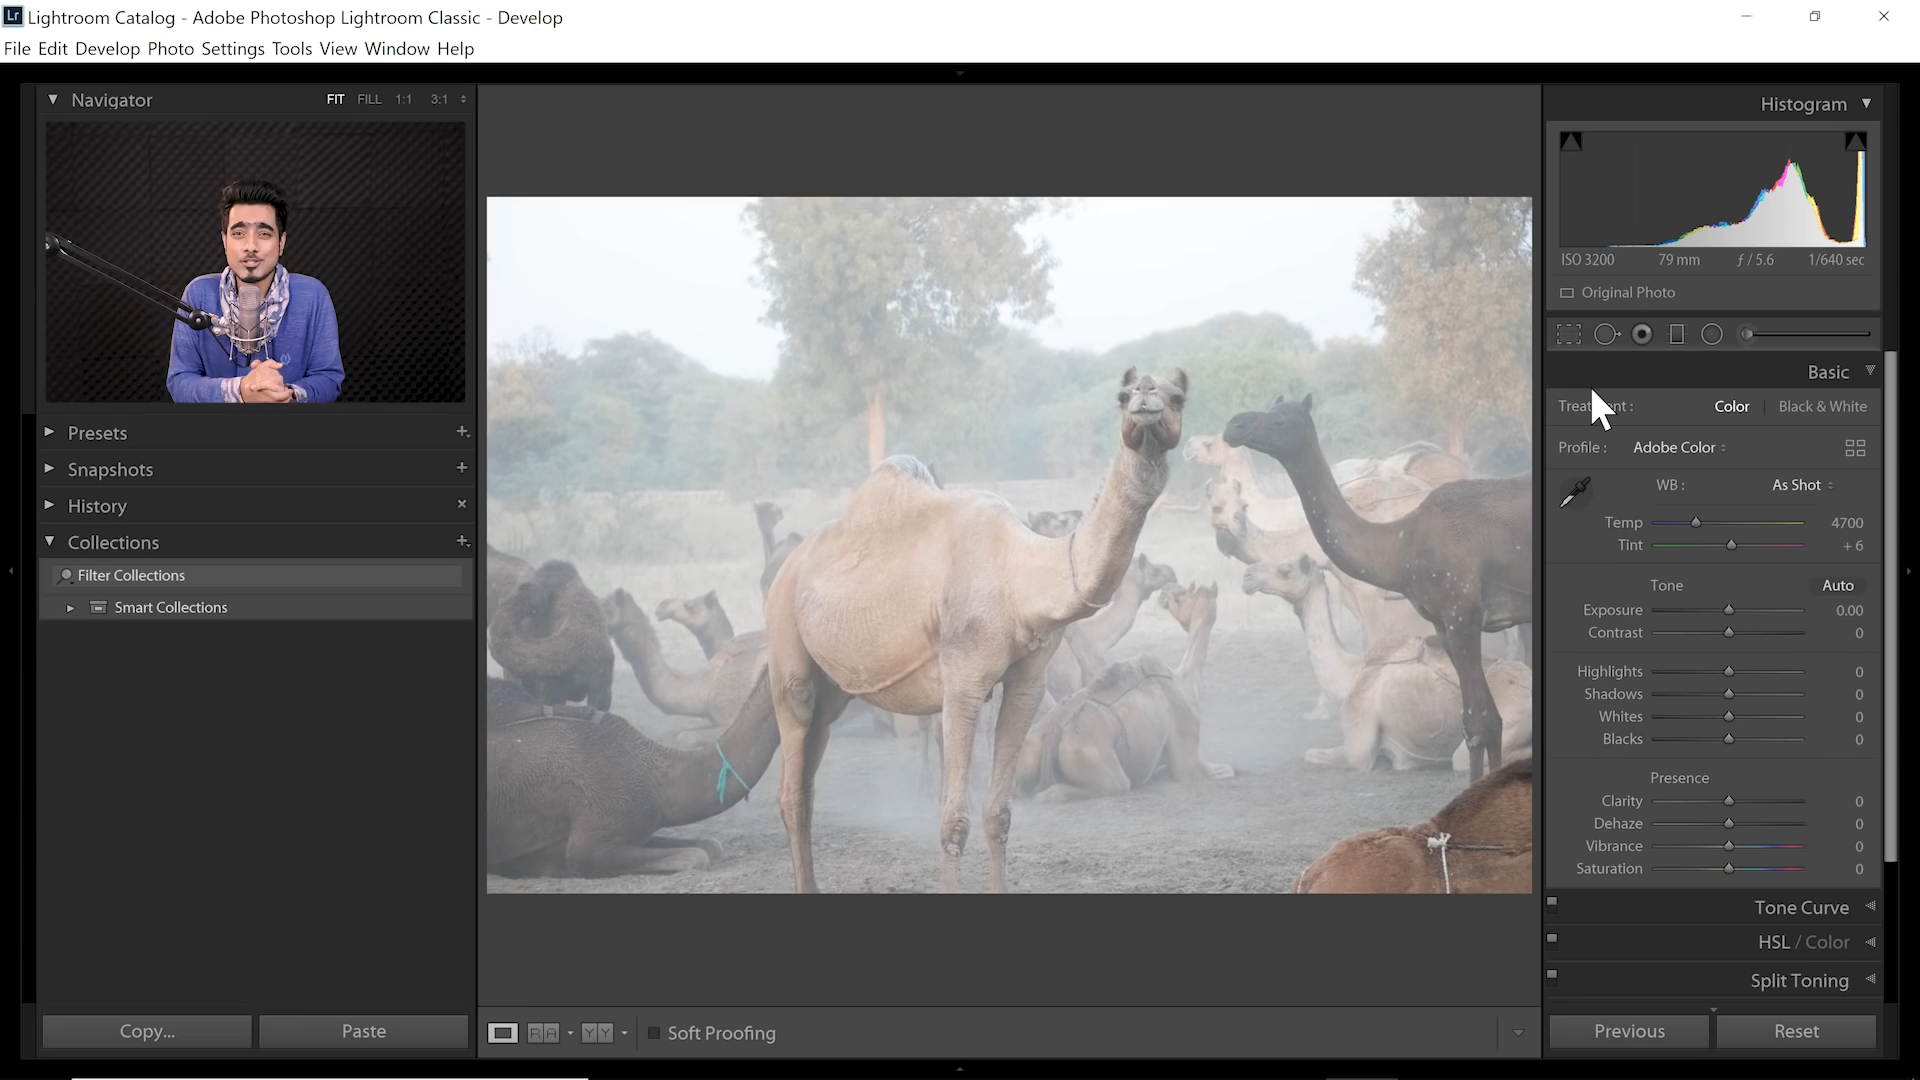 Lr Lightroom Catalog - Adobe Photoshop Lightroom Classic - Develop
File Edit Develop Photo Settings Tools View Window Help
Navigator FIT FILL 1:1 3:1
Presets
Snapshots
History
Collections
Filter Collections
Smart Collections
Copy... Paste
R A Y Y Soft Proofing
Histogram
ISO 3200 79 mm ƒ / 5.6 1/640 sec
Original Photo
Basic
Color Black & White
Profile : Adobe Color
WB : As Shot
Temp 4700
Tint + 6
Tone Auto
Exposure 0.00
Contrast 0
Highlights 0
Shadows 0
Whites 0
Blacks 0
Presence
Clarity 0
Dehaze 0
Vibrance 0
Saturation 0
Tone Curve
HSL / Color
Split Toning
Previous Reset